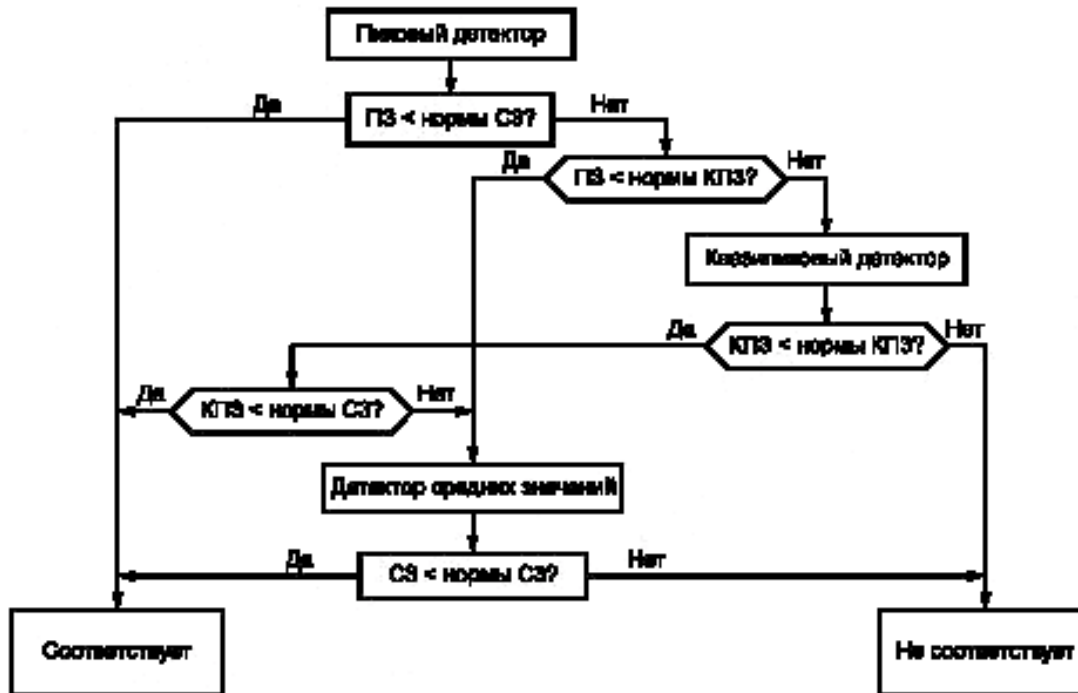 Пиковый детектор
Да
ПЗ < нормы СЗ?
Нет
Да
ПЗ < нормы КПЗ?
Нет
Квазипиковый детектор
Да
КПЗ < нормы КПЗ?
Нет
Да
КПЗ < нормы СЗ?
Нет
Детектор средних значений
Да
СЗ < нормы СЗ?
Нет
Соответствует
Не соответствует